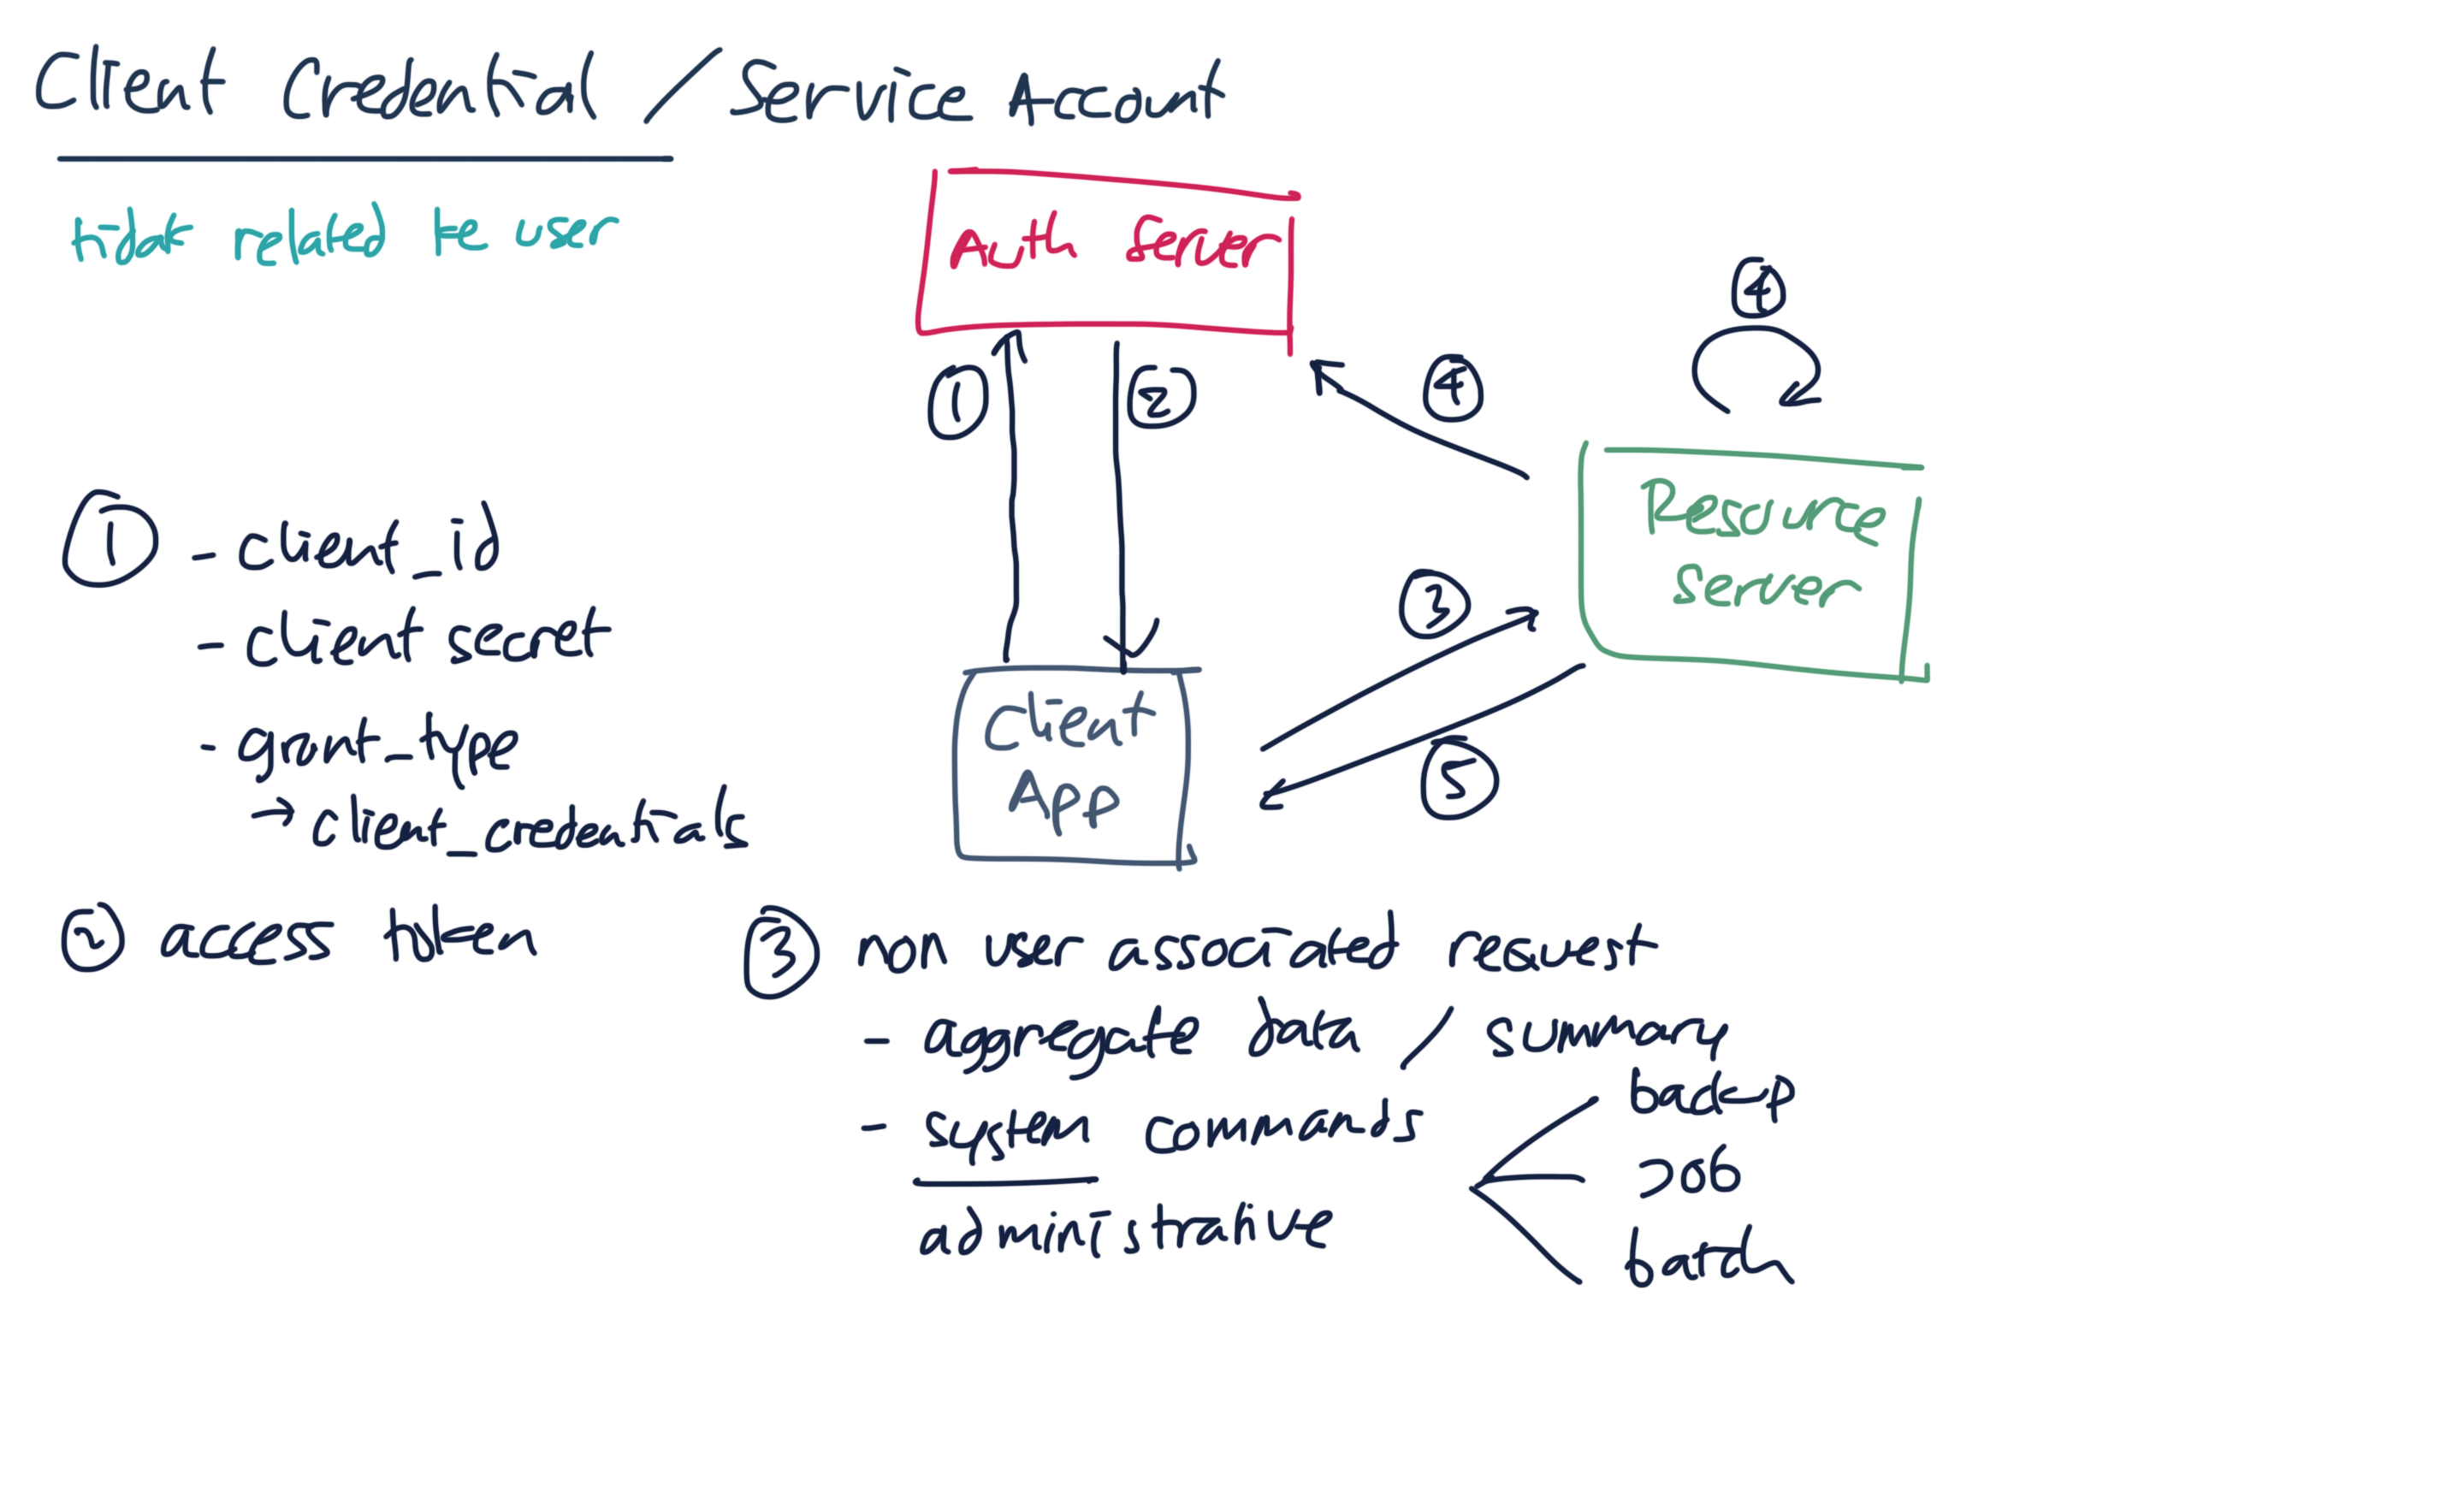 Client Credential / Service Account
tidak related ke user
Auth Server
4
1
2
4
Resource
Server
3
5
Client
App
1 - client_id
- client secret
- grant_type
→ client_credentials
2 access token
3 non user associated request
- aggregate data / summary
- system commands
administrative
backup
Job
batch